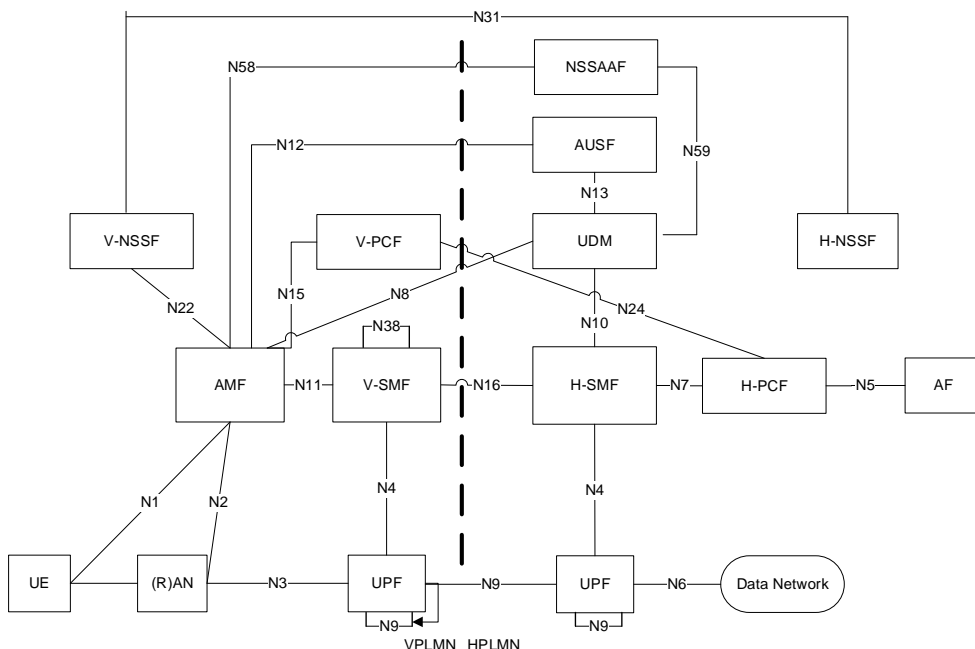 N31
N58
NSSAAF
N12
AUSF
N59
N13
V-NSSF
V-PCF
UDM
H-NSSF
N22
N15
N8
N24
N38
N10
AMF
N11
V-SMF
N16
H-SMF
N7
H-PCF
N5
AF
N1
N2
N4
N4
UE
(R)AN
N3
UPF
N9
UPF
N6
Data Network
N9
N9
VPLMN HPLMN